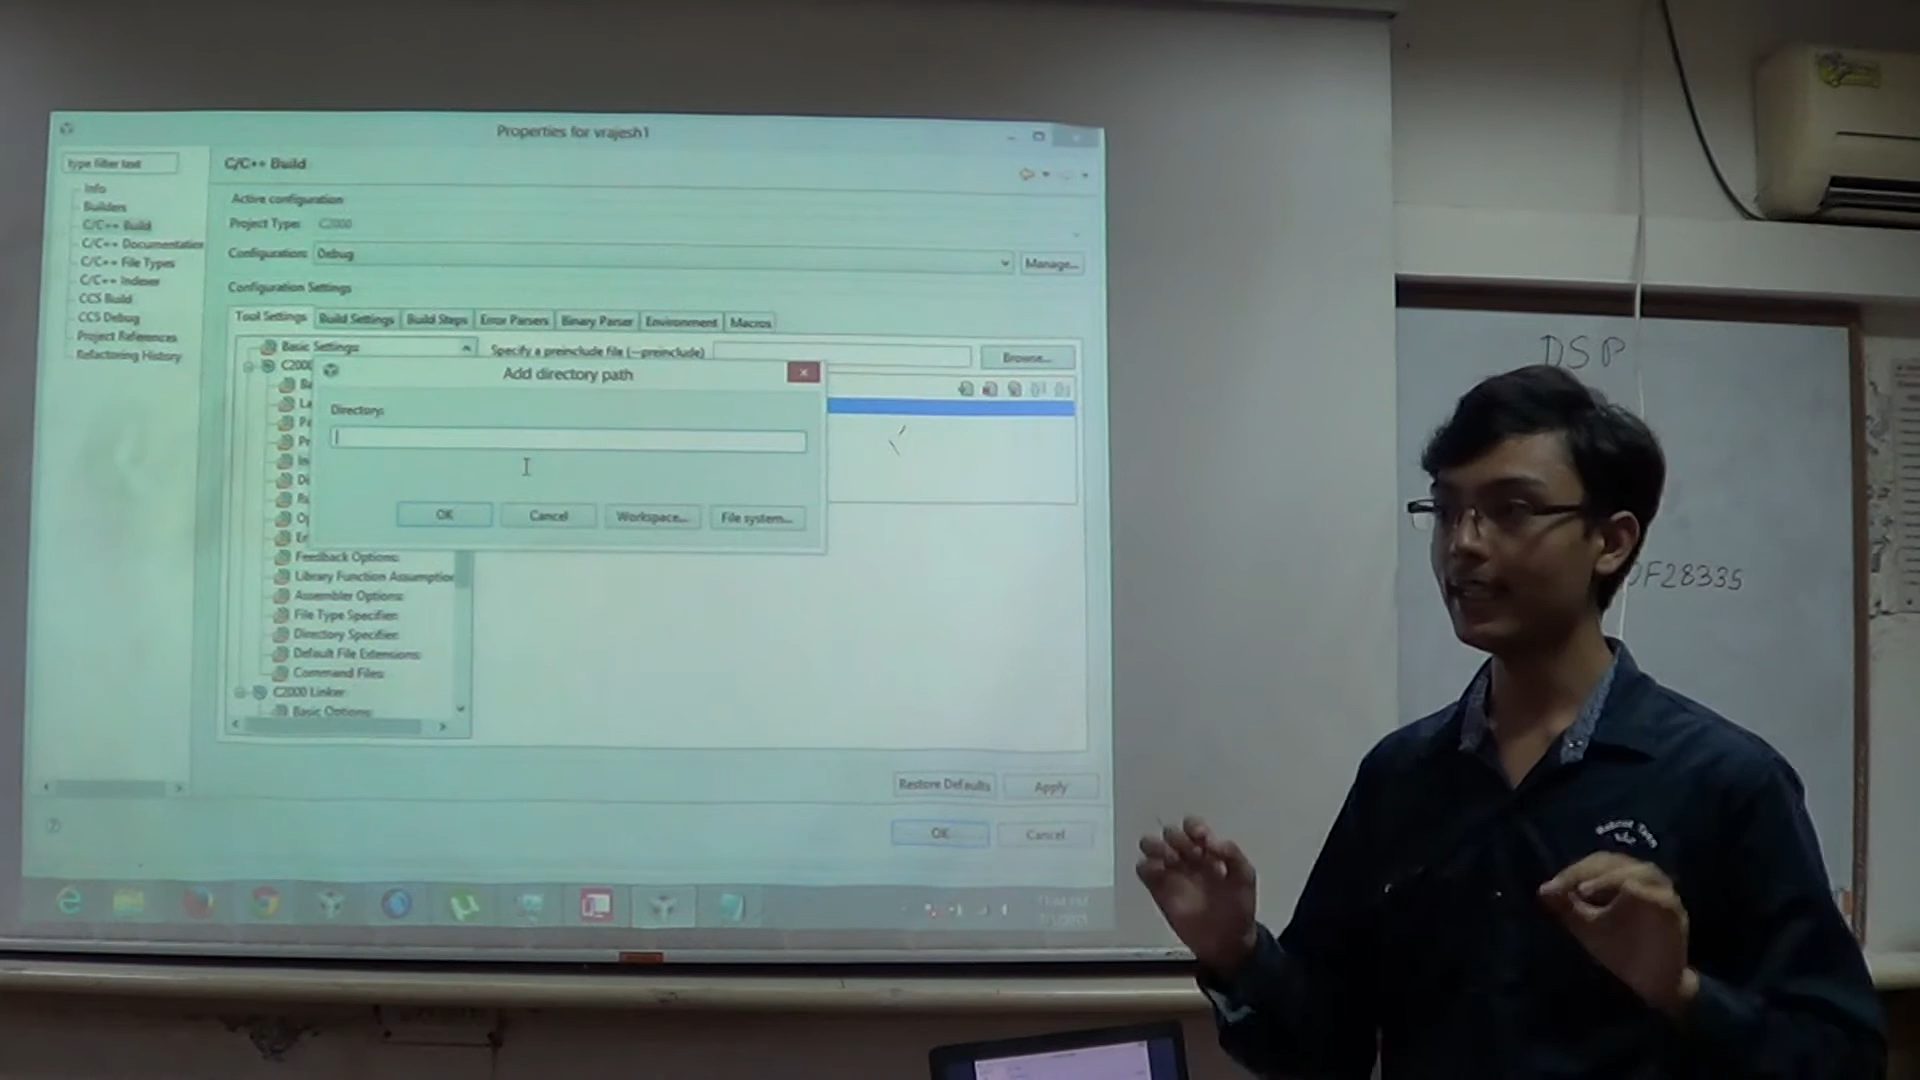 Properties for vrajesh1
type filter text
Info
Builders
C/C++ Build
C/C++ Documentation
C/C++ File Types
C/C++ Indexer
CCS Build
CCS Debug
Project References
Refactoring History
C/C++ Build
Active configuration
Project Type: C2000
Configuration: Debug
Manage...
Configuration Settings
Tool Settings Build Settings Build Steps Error Parsers Binary Parser Environment Macros
Basic Settings
Specify a preinclude file (--preinclude)
Browse...
C2000
Add directory path
Directory:
OK Cancel Workspace... File system...
Feedback Options
Library Function Assumption
Assembler Options
File Type Specifier
Directory Specifier
Default File Extensions
Command Files
C2000 Linker
Basic Options
Restore Defaults Apply
OK Cancel
DSP
F28335